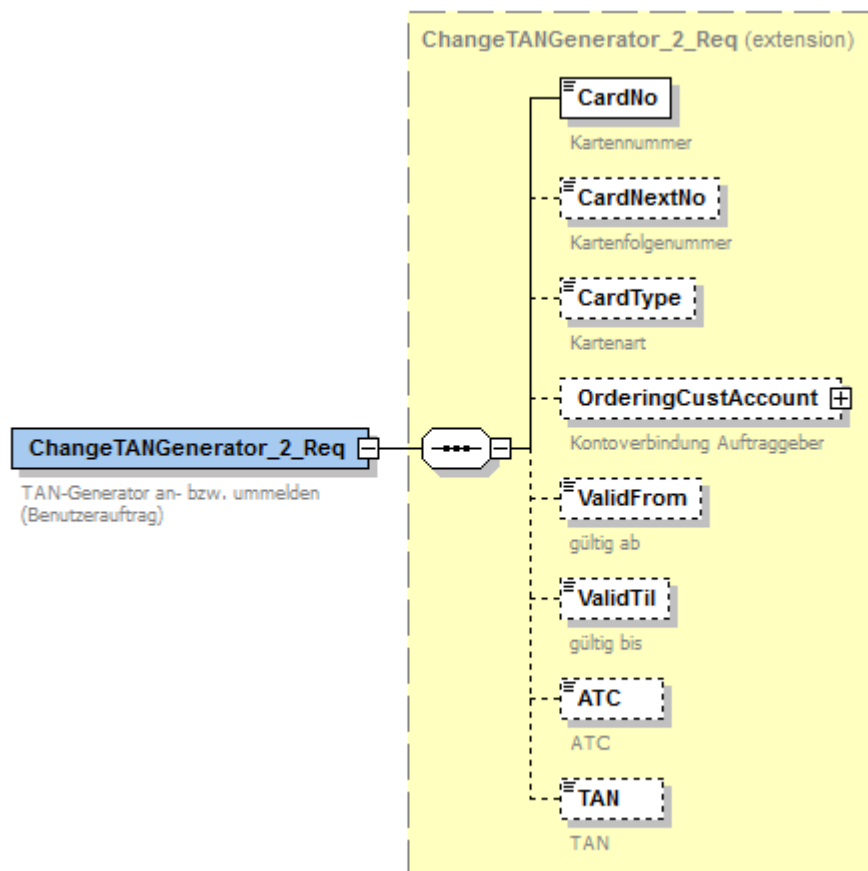 ChangeTANGenerator_2_Req (extension)
CardNo
Kartennummer
CardNextNo
Kartenfolgenummer
CardType
Kartenart
OrderingCustAccount
Kontoverbindung Auftraggeber
ChangeTANGenerator_2_Req
TAN-Generator an- bzw. ummelden
(Benutzerauftrag)
ValidFrom
gültig ab
ValidTil
gültig bis
ATC
ATC
TAN
TAN